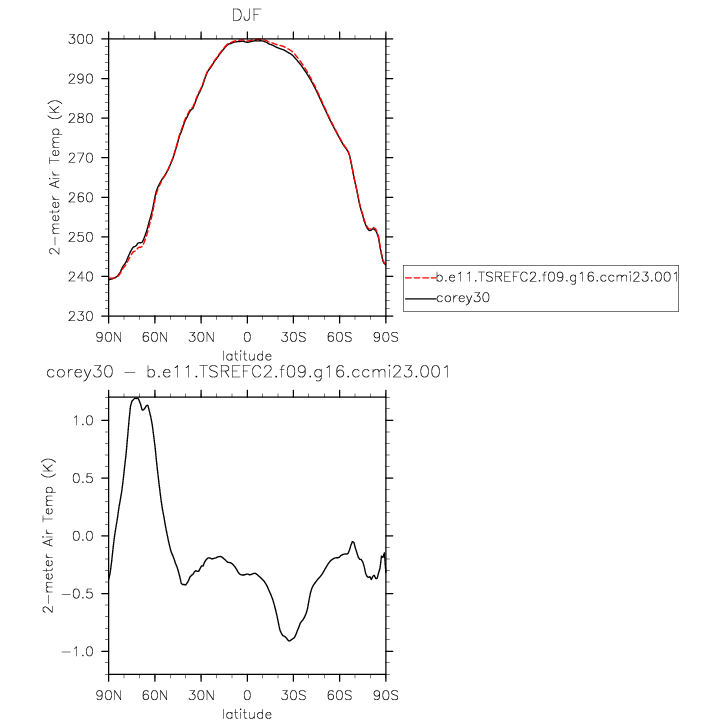 DJF
300
290
280
270
260
250
240
230
2-meter Air Temp (K)
90N 60N 30N 0 30S 60S 90S
latitude
b.e11.TSREFC2.f09.g16.ccmi23.001
corey30
corey30 - b.e11.TSREFC2.f09.g16.ccmi23.001
1.0
0.5
0.0
-0.5
-1.0
2-meter Air Temp (K)
90N 60N 30N 0 30S 60S 90S
latitude